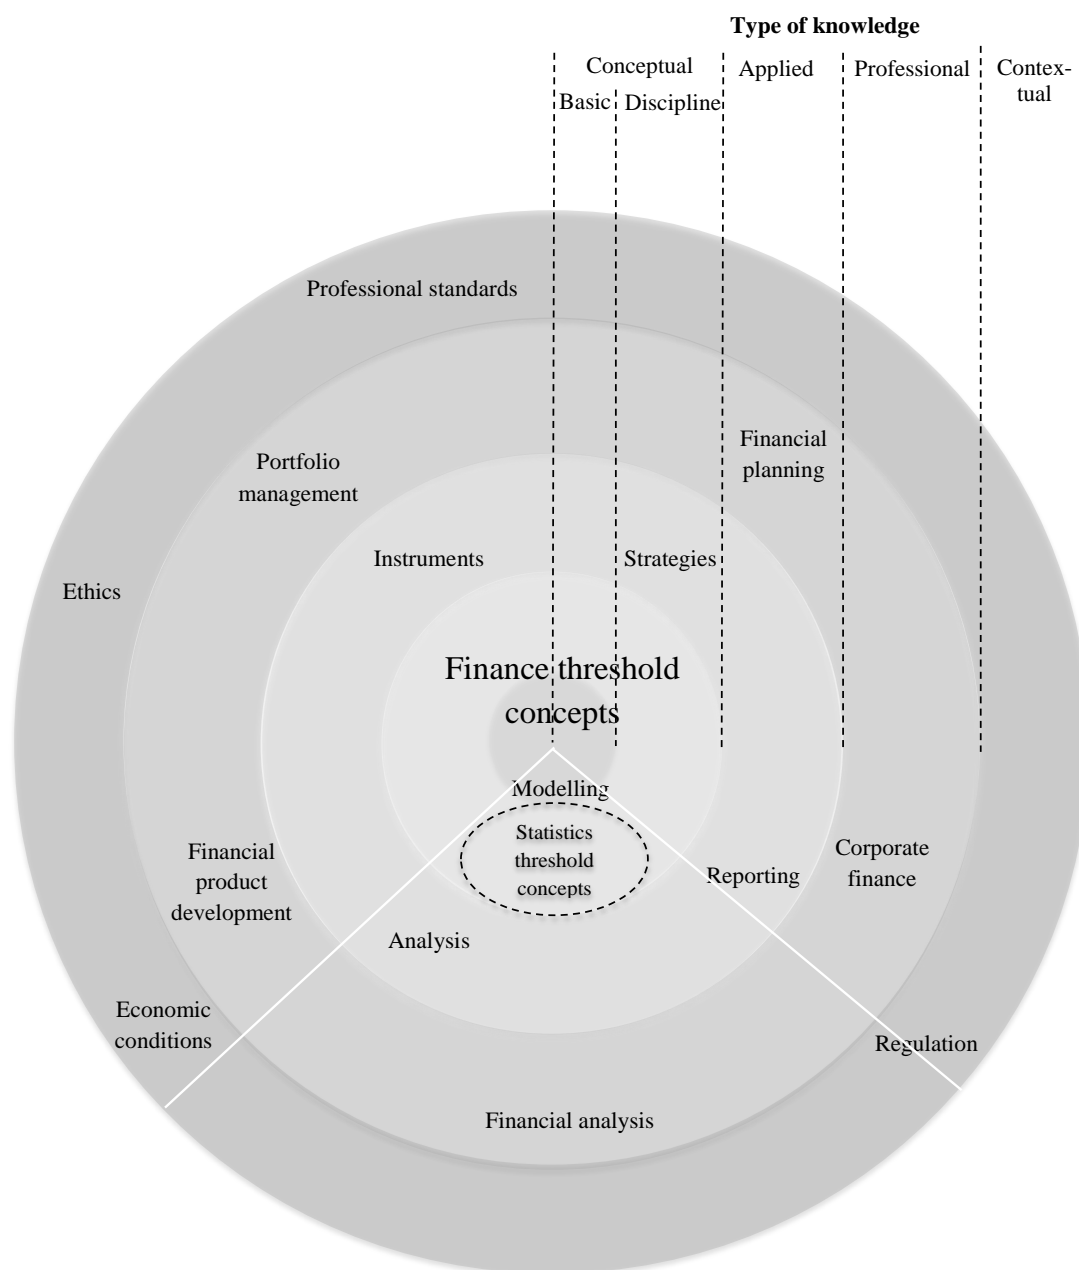 Type of knowledge
Conceptual
Applied
Professional
Contex-
tual
Basic
Discipline
Professional standards
Financial
planning
Portfolio
management
Instruments
Strategies
Ethics
Finance threshold
concepts
Modelling
Statistics
threshold
concepts
Financial
product
development
Corporate
finance
Reporting
Analysis
Economic
conditions
Regulation
Financial analysis